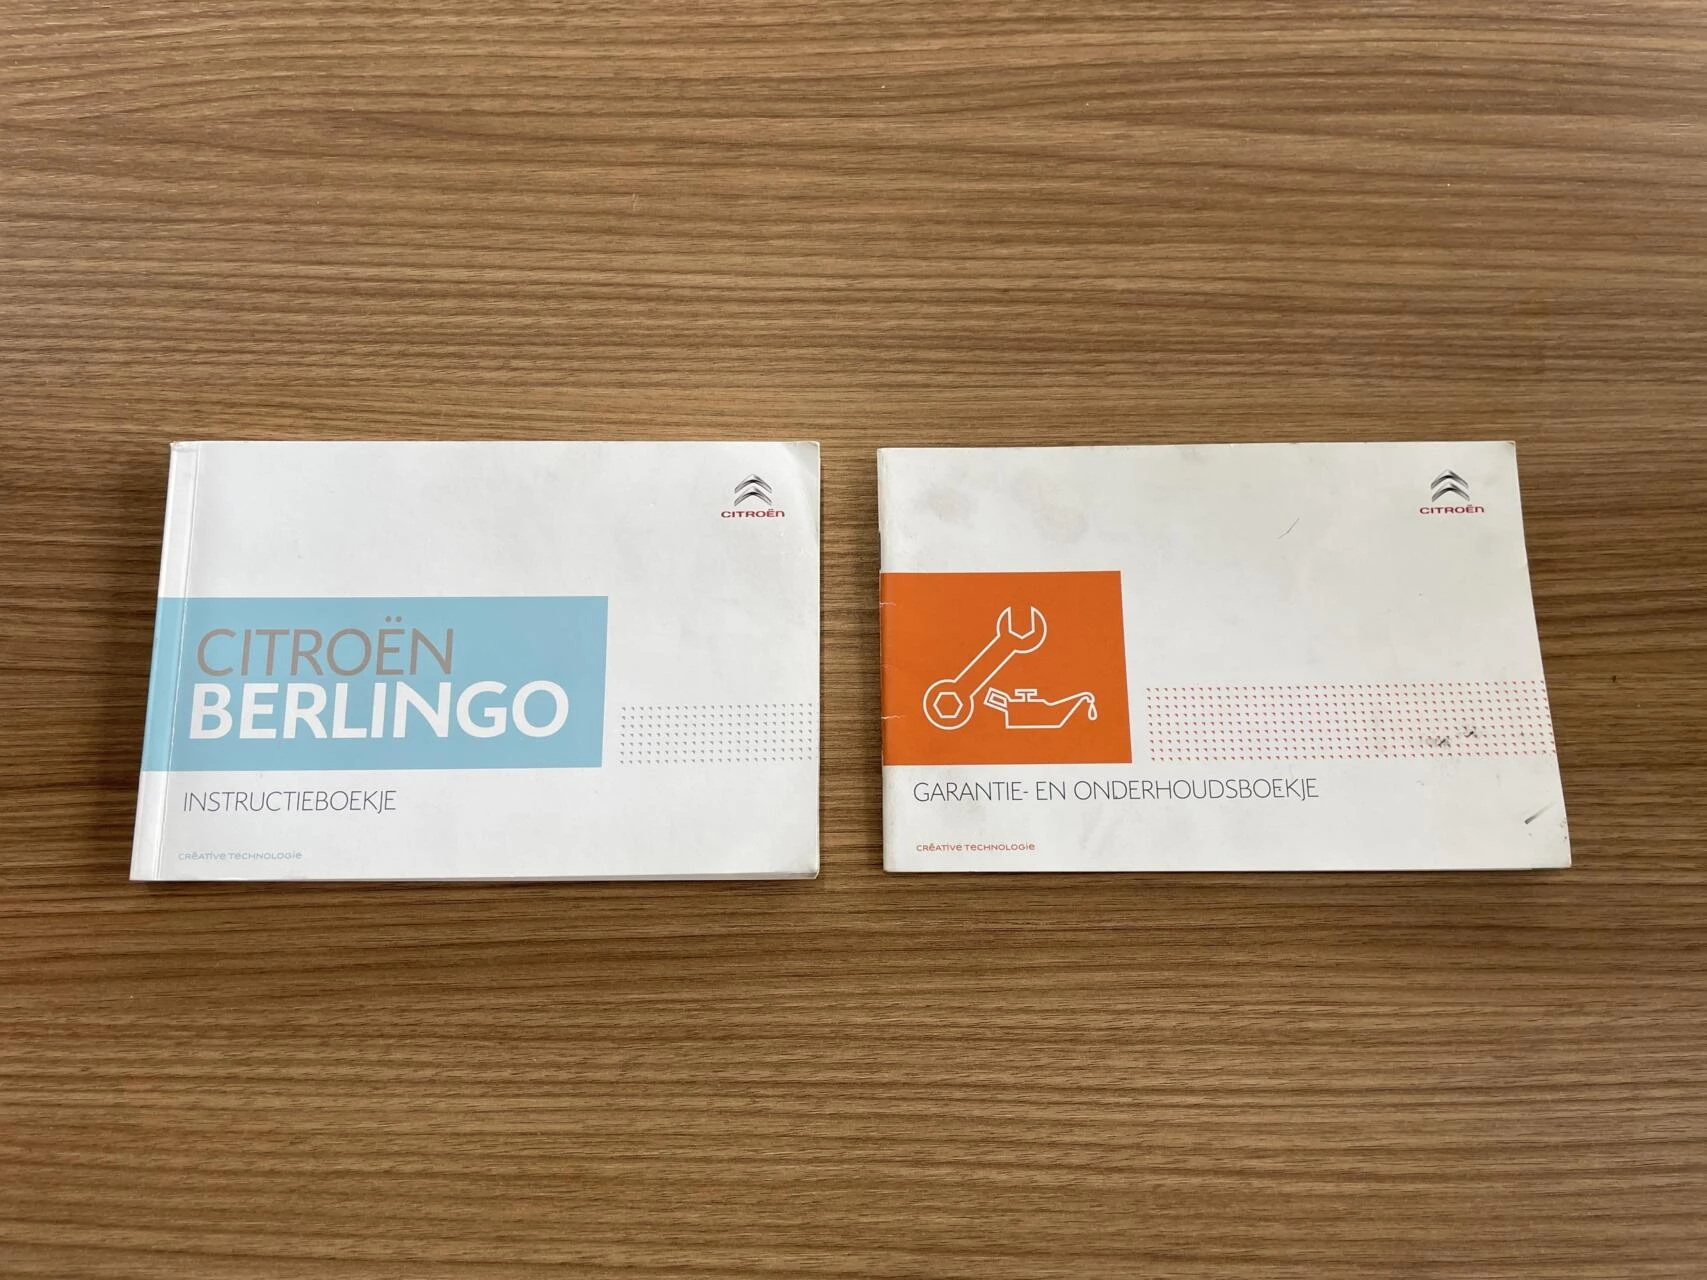 CITROËN
CITROËN
BERLINGO
INSTRUCTIEBOEKJE
CRÉATIVE TECHNOLOGIE
CITROËN
GARANTIE- EN ONDERHOUDSBOEKJE
CRÉATIVE TECHNOLOGIE